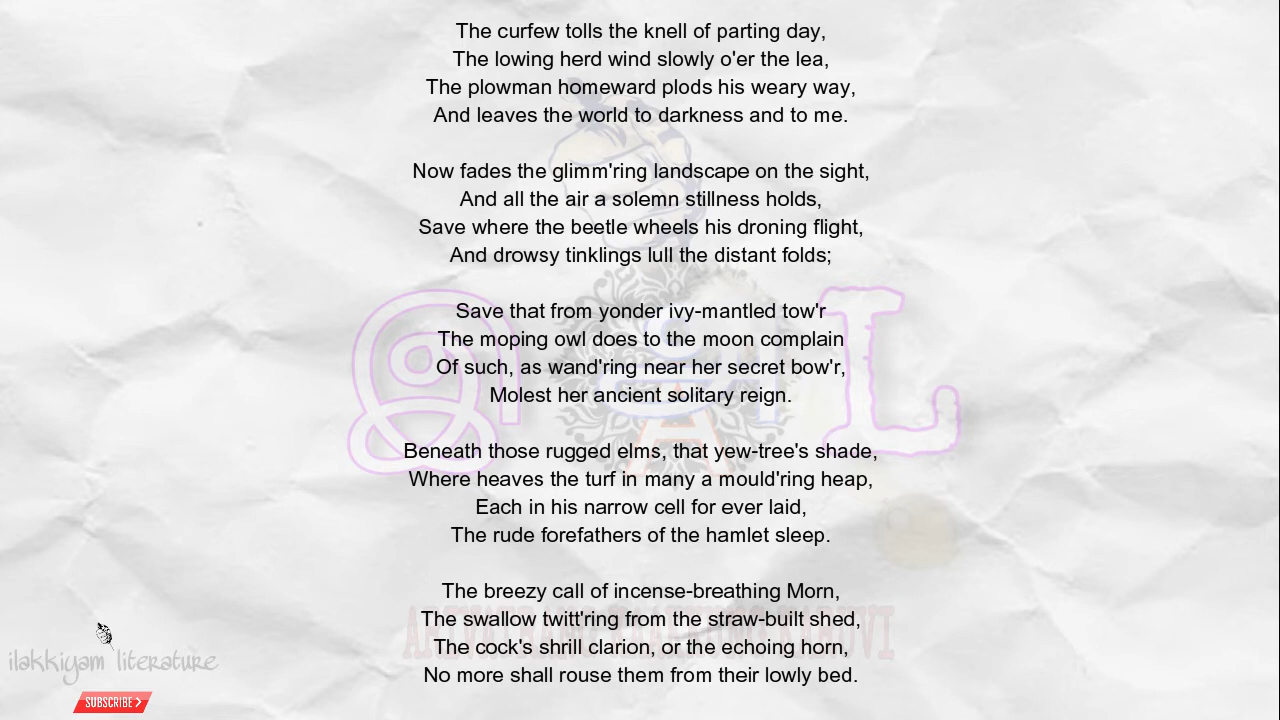 The curfew tolls the knell of parting day,
The lowing herd wind slowly o'er the lea,
The plowman homeward plods his weary way,
And leaves the world to darkness and to me.

Now fades the glimm'ring landscape on the sight,
And all the air a solemn stillness holds,
Save where the beetle wheels his droning flight,
And drowsy tinklings lull the distant folds;

Save that from yonder ivy-mantled tow'r
The moping owl does to the moon complain
Of such, as wand'ring near her secret bow'r,
Molest her ancient solitary reign.

Beneath those rugged elms, that yew-tree's shade,
Where heaves the turf in many a mould'ring heap,
Each in his narrow cell for ever laid,
The rude forefathers of the hamlet sleep.

The breezy call of incense-breathing Morn,
The swallow twitt'ring from the straw-built shed,
The cock's shrill clarion, or the echoing horn,
No more shall rouse them from their lowly bed.
ilakkiyam literature
SUBSCRIBE